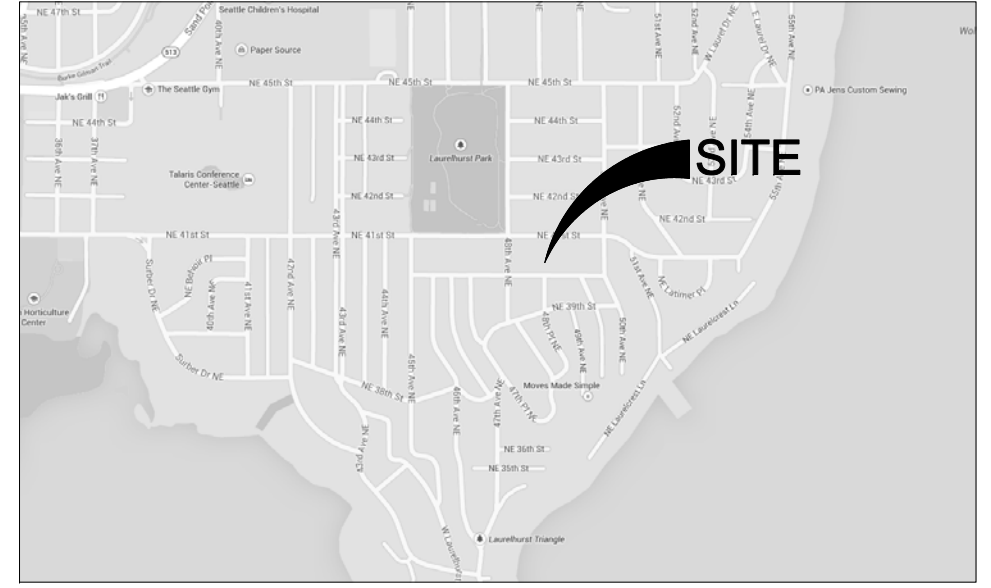 NE 47th St
Seattle Children's Hospital
40th Ave NE
51st Ave NE
52nd Ave NE
W Laurel Dr NE
E Laurel Dr NE
55th Ave NE
513
Paper Source
Burke-Gilman Trail
NE 45th St
NE 45th St
NE 45th St
Jak's Grill
The Seattle Gym
PA Jens Custom Sewing
NE 44th St
NE 44th St
NE 44th St
36th Ave NE
37th Ave NE
Laurelhurst Park
NE 43rd St
NE 43rd St
SITE
Talaris Conference
Center-Seattle
NE 42nd St
NE 42nd St
NE 42nd St
43rd Ave NE
NE 41st St
NE 41st St
48th Ave NE
Surber Dr NE
NE Belvoir Pl
40th Ave NE
41st Ave NE
42nd Ave NE
43rd Ave NE
44th Ave NE
45th Ave NE
51st Ave NE
NE Latimer Pl
NE Laurelcrest Ln
Horticulture
Center
NE 39th St
48th Pl NE
49th Ave NE
50th Ave NE
Surber Dr NE
NE 38th St
46th Ave NE
47th Ave NE
47th Pl NE
Moves Made Simple
NE Laurelcrest Ln
43rd Ave NE
NE 36th St
NE 35th St
Laurelhurst Triangle